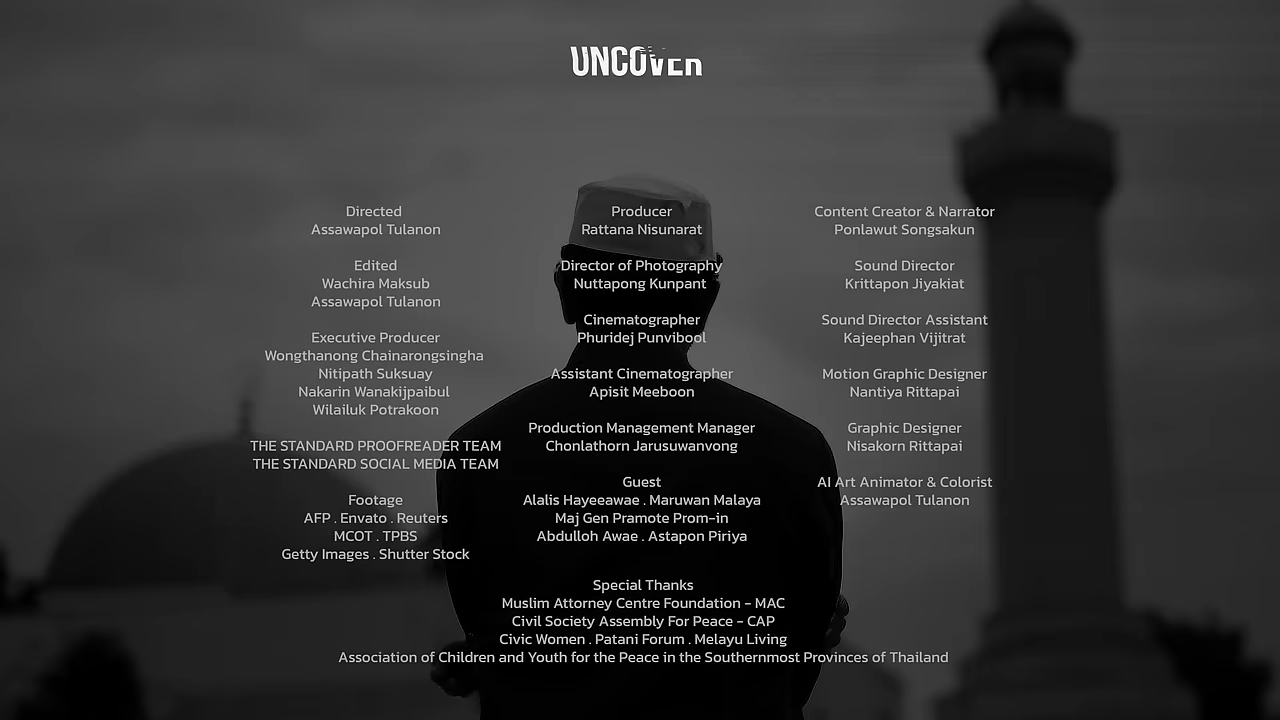 UNCOVER
Directed
Assawapol Tulanon
Edited
Wachira Maksub
Assawapol Tulanon
Executive Producer
Wongthanong Chainarongsingha
Nitipath Suksuay
Nakarin Wanakijpaibul
Wilailuk Potrakoon
THE STANDARD PROOFREADER TEAM
THE STANDARD SOCIAL MEDIA TEAM
Footage
AFP . Envato . Reuters
MCOT . TPBS
Getty Images . Shutter Stock
Producer
Rattana Nisunarat
Director of Photography
Nuttapong Kunpant
Cinematographer
Phuridej Punvibool
Assistant Cinematographer
Apisit Meeboon
Production Management Manager
Chonlathorn Jarusuwanvong
Guest
Alalis Hayeeawae . Maruwan Malaya
Maj Gen Pramote Prom-in
Abdulloh Awae . Astapon Piriya
Content Creator & Narrator
Ponlawut Songsakun
Sound Director
Krittapon Jiyakiat
Sound Director Assistant
Kajeephan Vijitrat
Motion Graphic Designer
Nantiya Rittapai
Graphic Designer
Nisakorn Rittapai
AI Art Animator & Colorist
Assawapol Tulanon
Special Thanks
Muslim Attorney Centre Foundation - MAC
Civil Society Assembly For Peace - CAP
Civic Women . Patani Forum . Melayu Living
Association of Children and Youth for the Peace in the Southernmost Provinces of Thailand